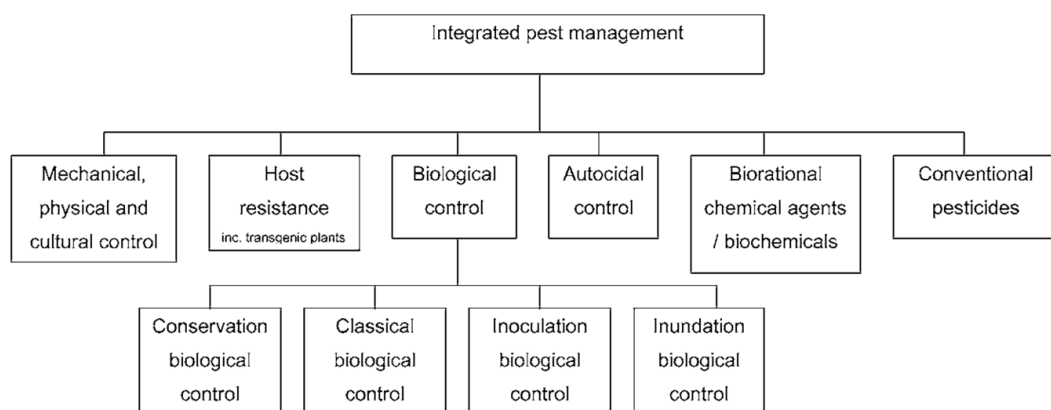 Integrated pest management
Mechanical,
physical and
cultural control
Host
resistance
inc. transgenic plants
Biological
control
Autocidal
control
Biorational
chemical agents
/ biochemicals
Conventional
pesticides
Conservation
biological
control
Classical
biological
control
Inoculation
biological
control
Inundation
biological
control